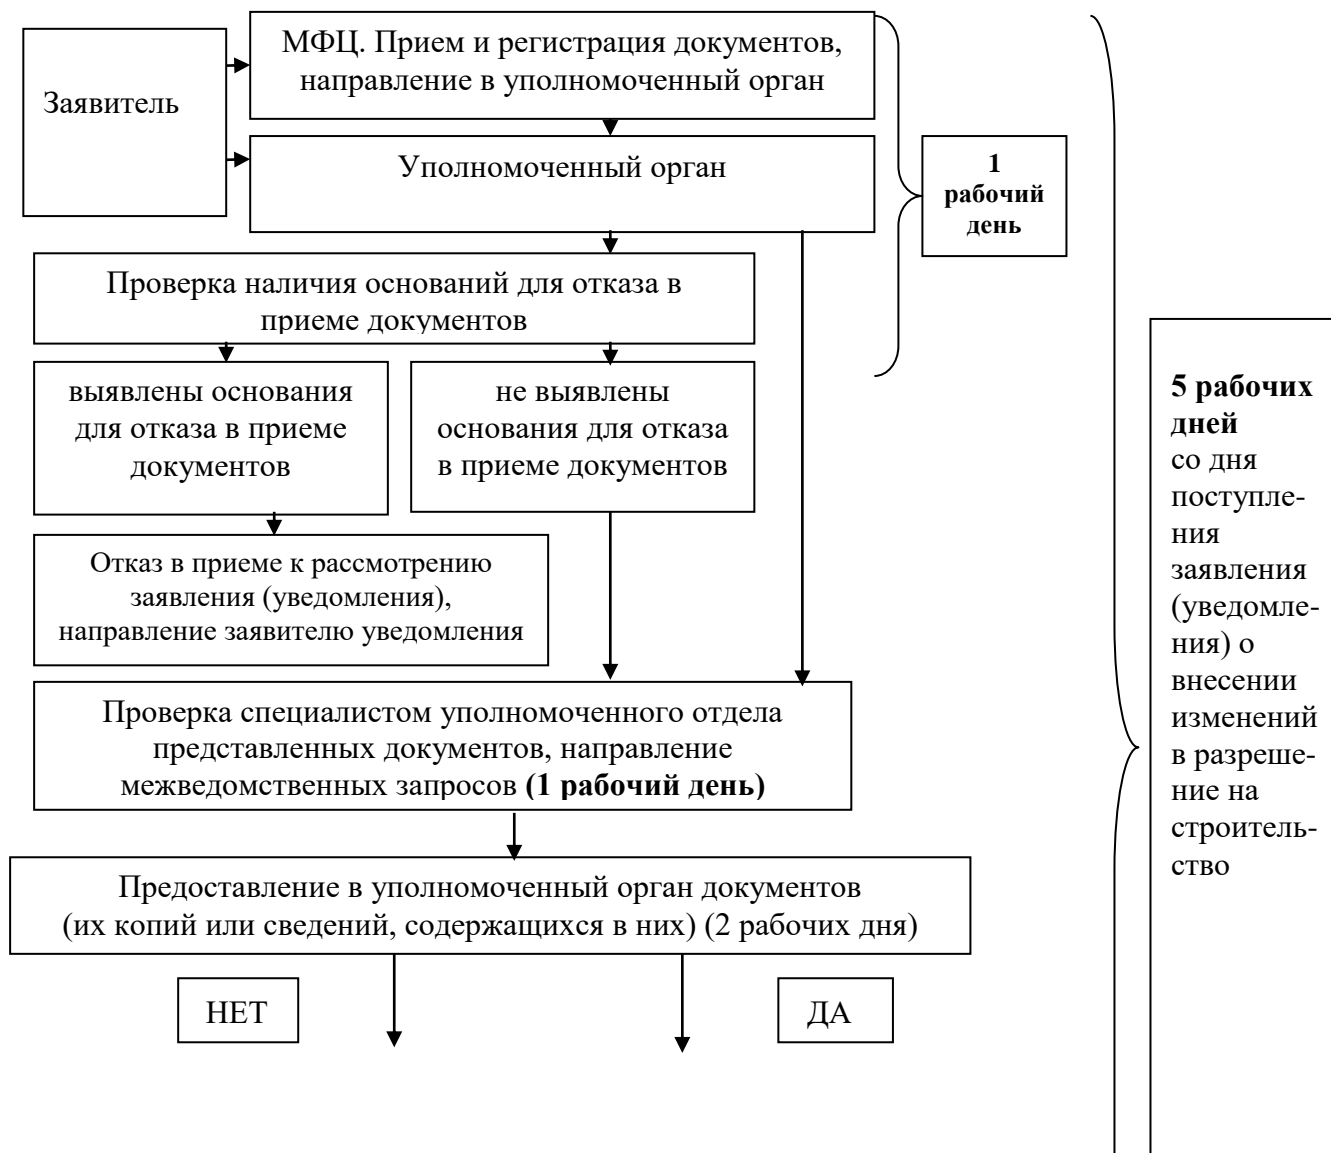 МФЦ. Прием и регистрация документов,
направление в уполномоченный орган
Заявитель
Уполномоченный орган
1
рабочий
день
Проверка наличия оснований для отказа в
приеме документов
выявлены основания
для отказа в приеме
документов
не выявлены
основания для отказа
в приеме документов
Отказ в приеме к рассмотрению
заявления (уведомления),
направление заявителю уведомления
Проверка специалистом уполномоченного отдела
представленных документов, направление
межведомственных запросов (1 рабочий день)
Предоставление в уполномоченный орган документов
(их копий или сведений, содержащихся в них) (2 рабочих дня)
НЕТ
ДА
5 рабочих
дней
со дня
поступле-
ния
заявления
(уведомле-
ния) о
внесении
изменений
в разреше-
ние на
строитель-
ство